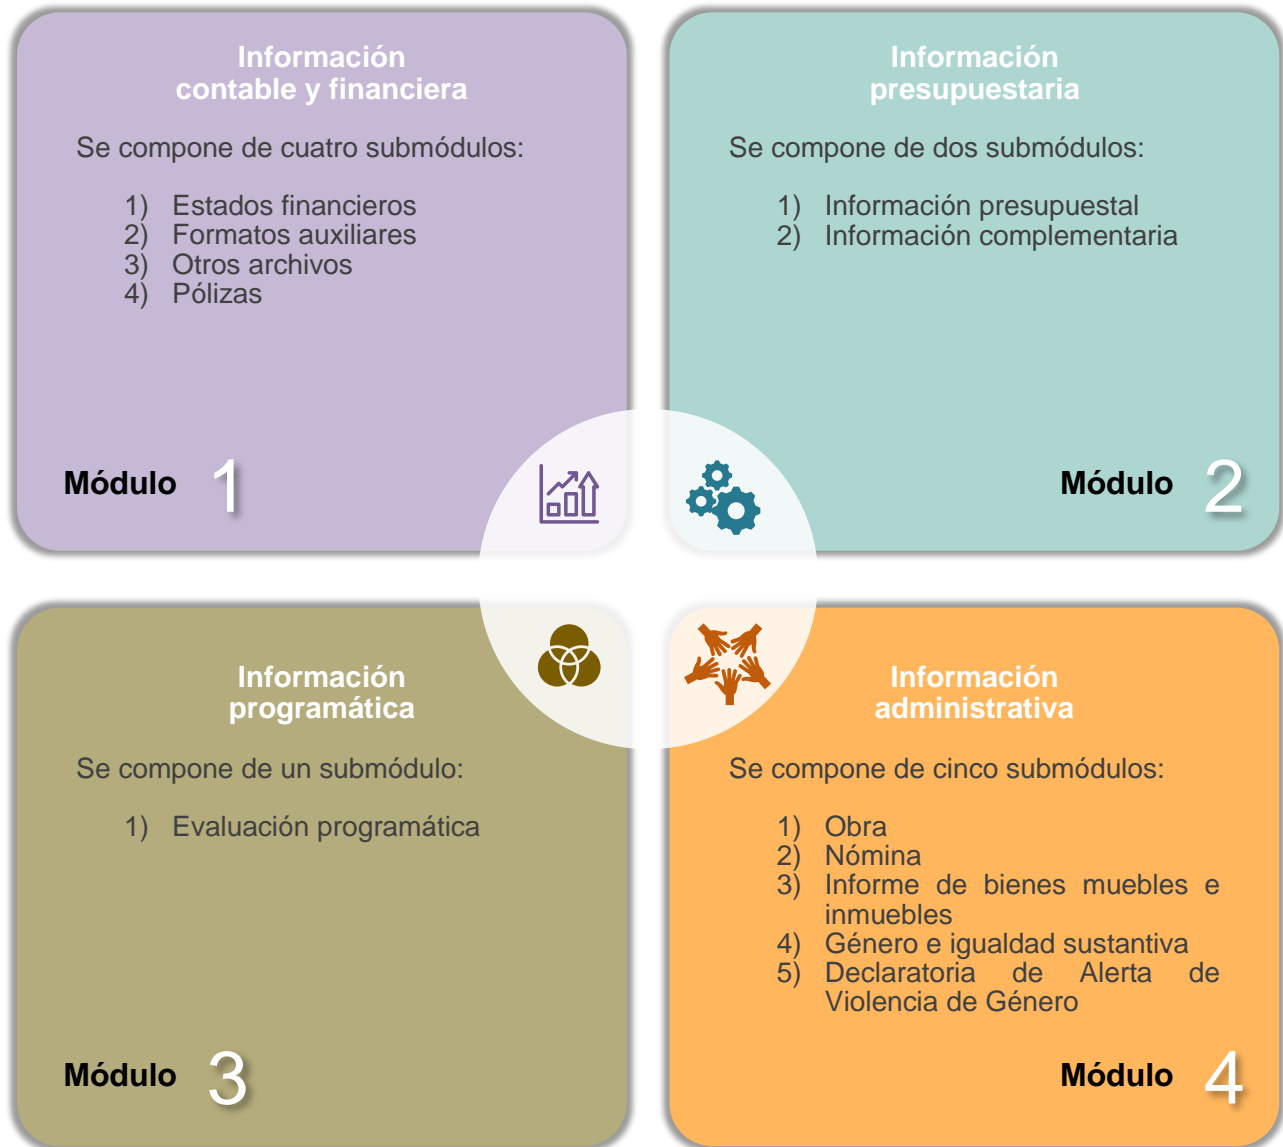 Información
contable y financiera
Se compone de cuatro submódulos:
1) Estados financieros
2) Formatos auxiliares
3) Otros archivos
4) Pólizas
Módulo 1
Información
presupuestaria
Se compone de dos submódulos:
1) Información presupuestal
2) Información complementaria
Módulo 2
Información
programática
Se compone de un submódulo:
1) Evaluación programática
Módulo 3
Información
administrativa
Se compone de cinco submódulos:
1) Obra
2) Nómina
3) Informe de bienes muebles e
inmuebles
4) Género e igualdad sustantiva
5) Declaratoria de Alerta de
Violencia de Género
Módulo 4